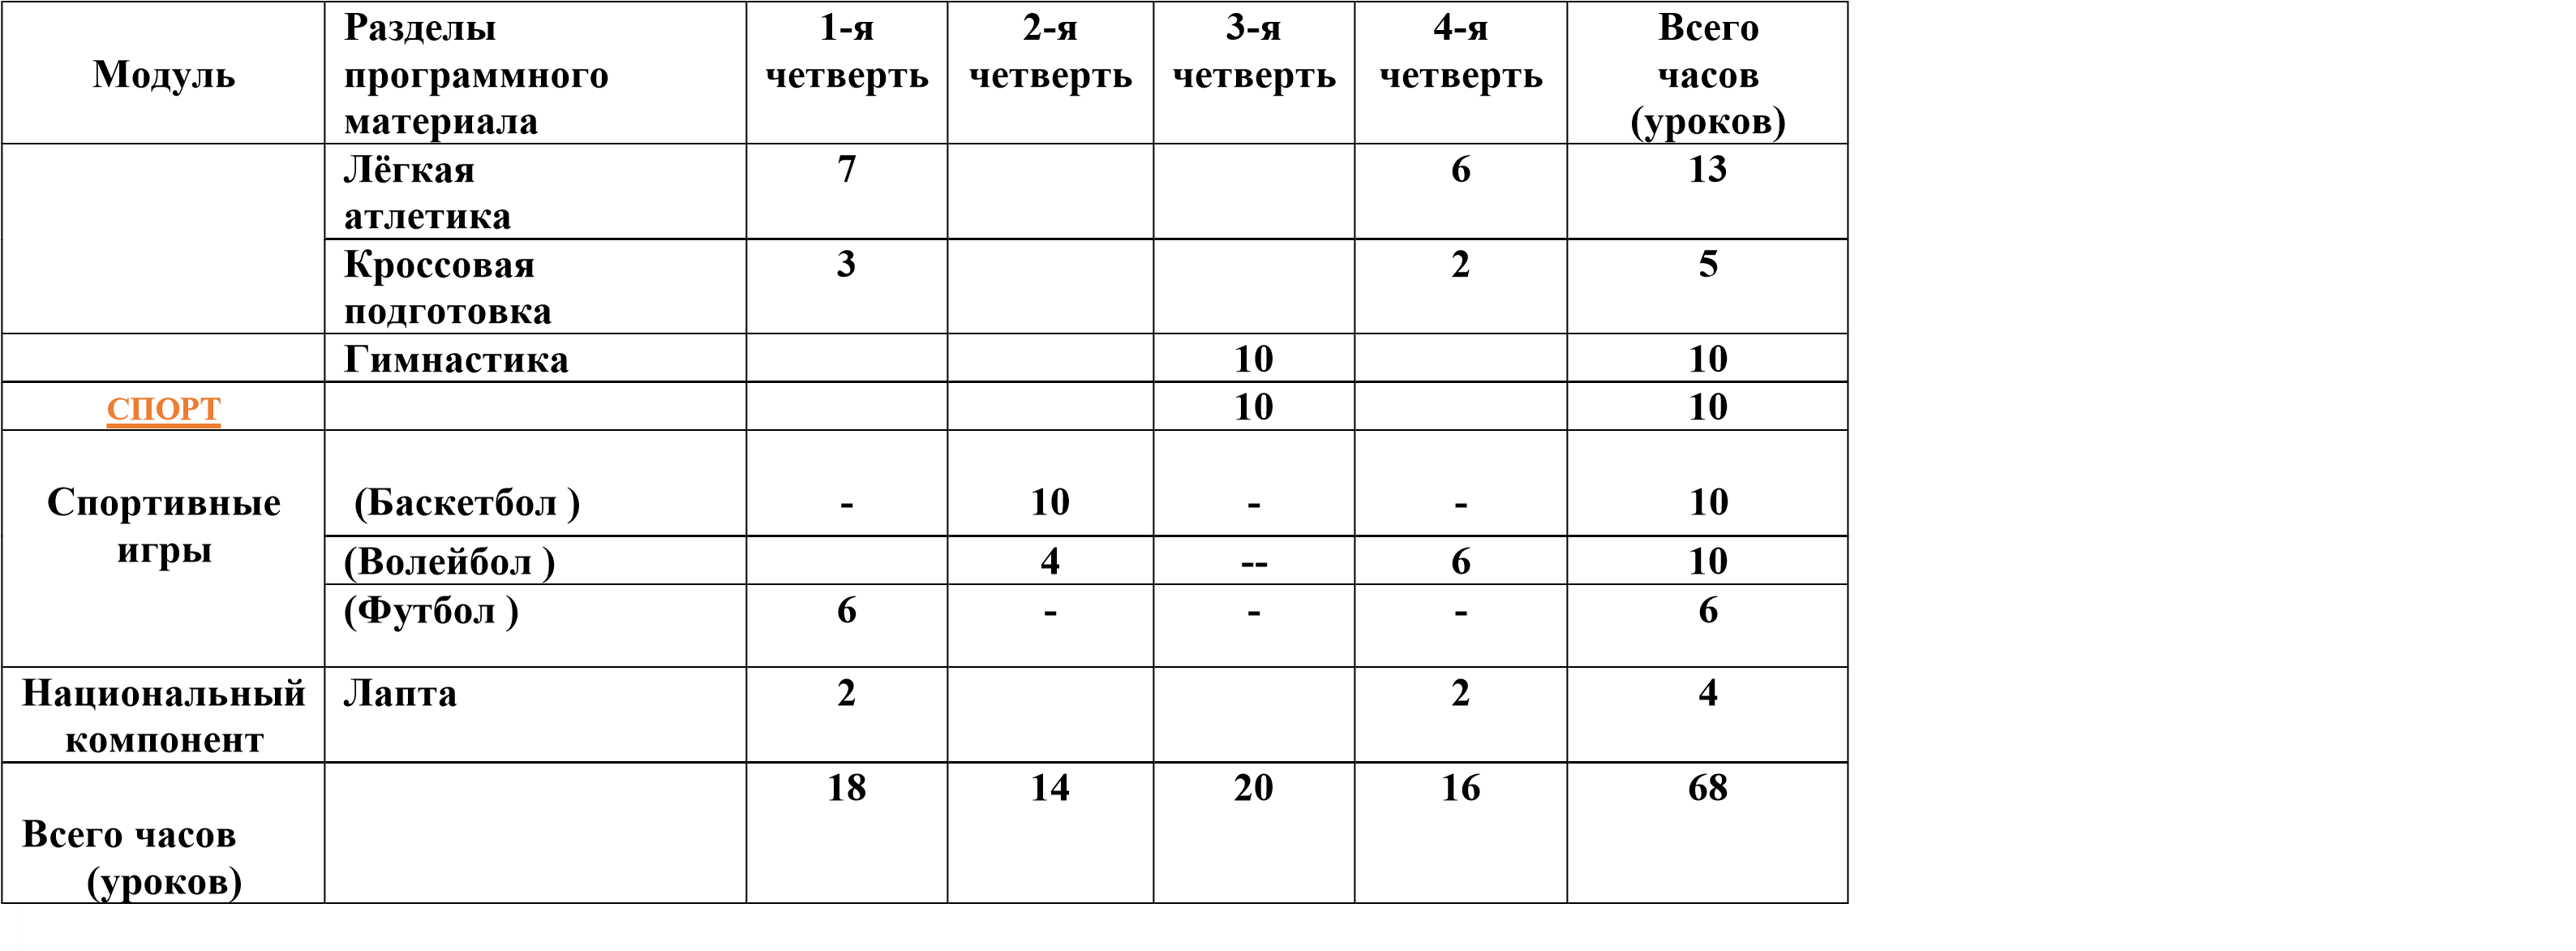 Модуль
Разделы
программного
материала
1-я
четверть
2-я
четверть
3-я
четверть
4-я
четверть
Всего
часов
(уроков)
Лёгкая
атлетика
7
6
13
Кроссовая
подготовка
3
2
5
Гимнастика
10
10
СПОРТ
10
10
Спортивные
игры
(Баскетбол )
-
10
-
-
10
(Волейбол )
4
--
6
10
(Футбол )
6
-
-
-
6
Национальный
компонент
Лапта
2
2
4
Всего часов
(уроков)
18
14
20
16
68